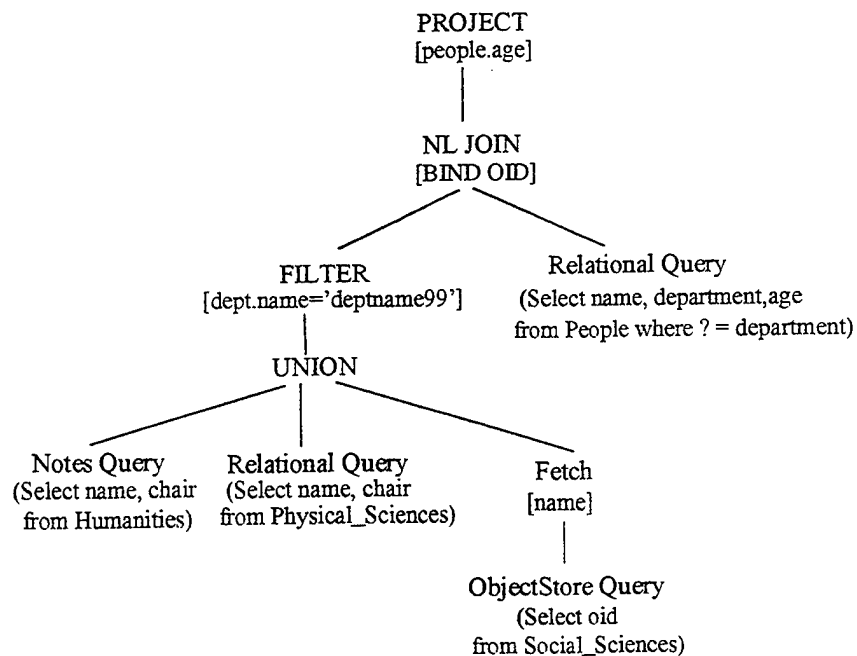 PROJECT
[people.age]
NL JOIN
[BIND OID]
FILTER
[dept.name='deptname99']
Relational Query
(Select name, department,age
from People where ? = department)
UNION
Notes Query
(Select name, chair
from Humanities)
Relational Query
(Select name, chair
from Physical_Sciences)
Fetch
[name]
ObjectStore Query
(Select oid
from Social_Sciences)